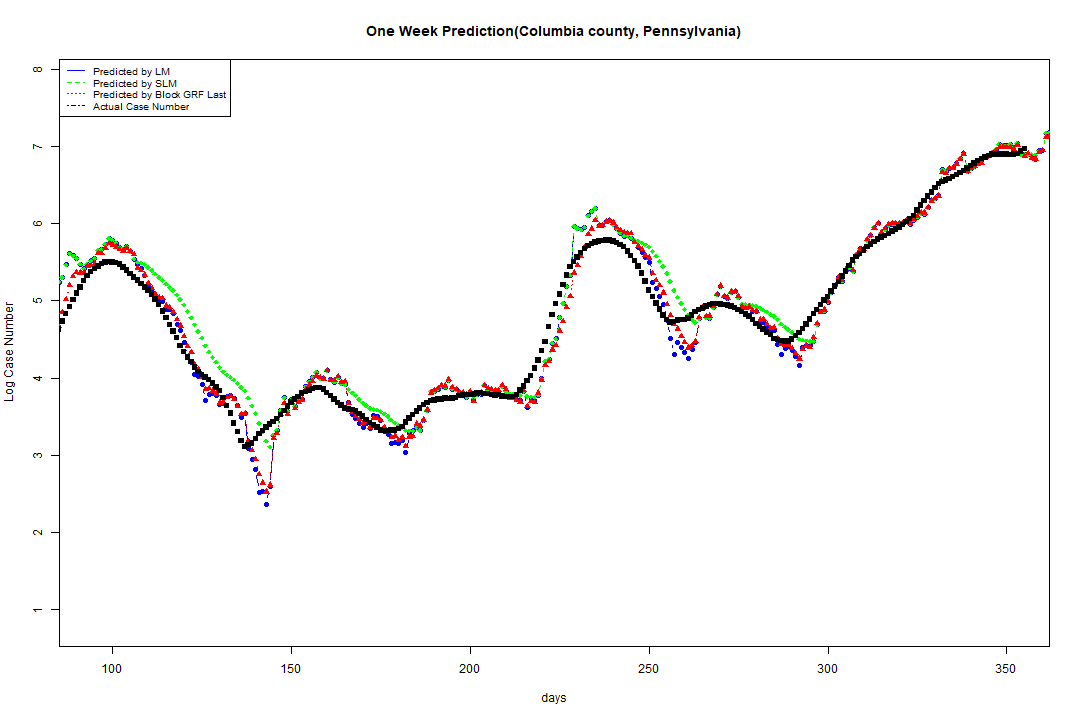 One Week Prediction(Columbia county, Pennsylvania)
Predicted by LM
Predicted by SLM
Predicted by Block GRF Last
Actual Case Number
Log Case Number
8
7
6
5
4
3
2
1
100 150 200 250 300 350
days